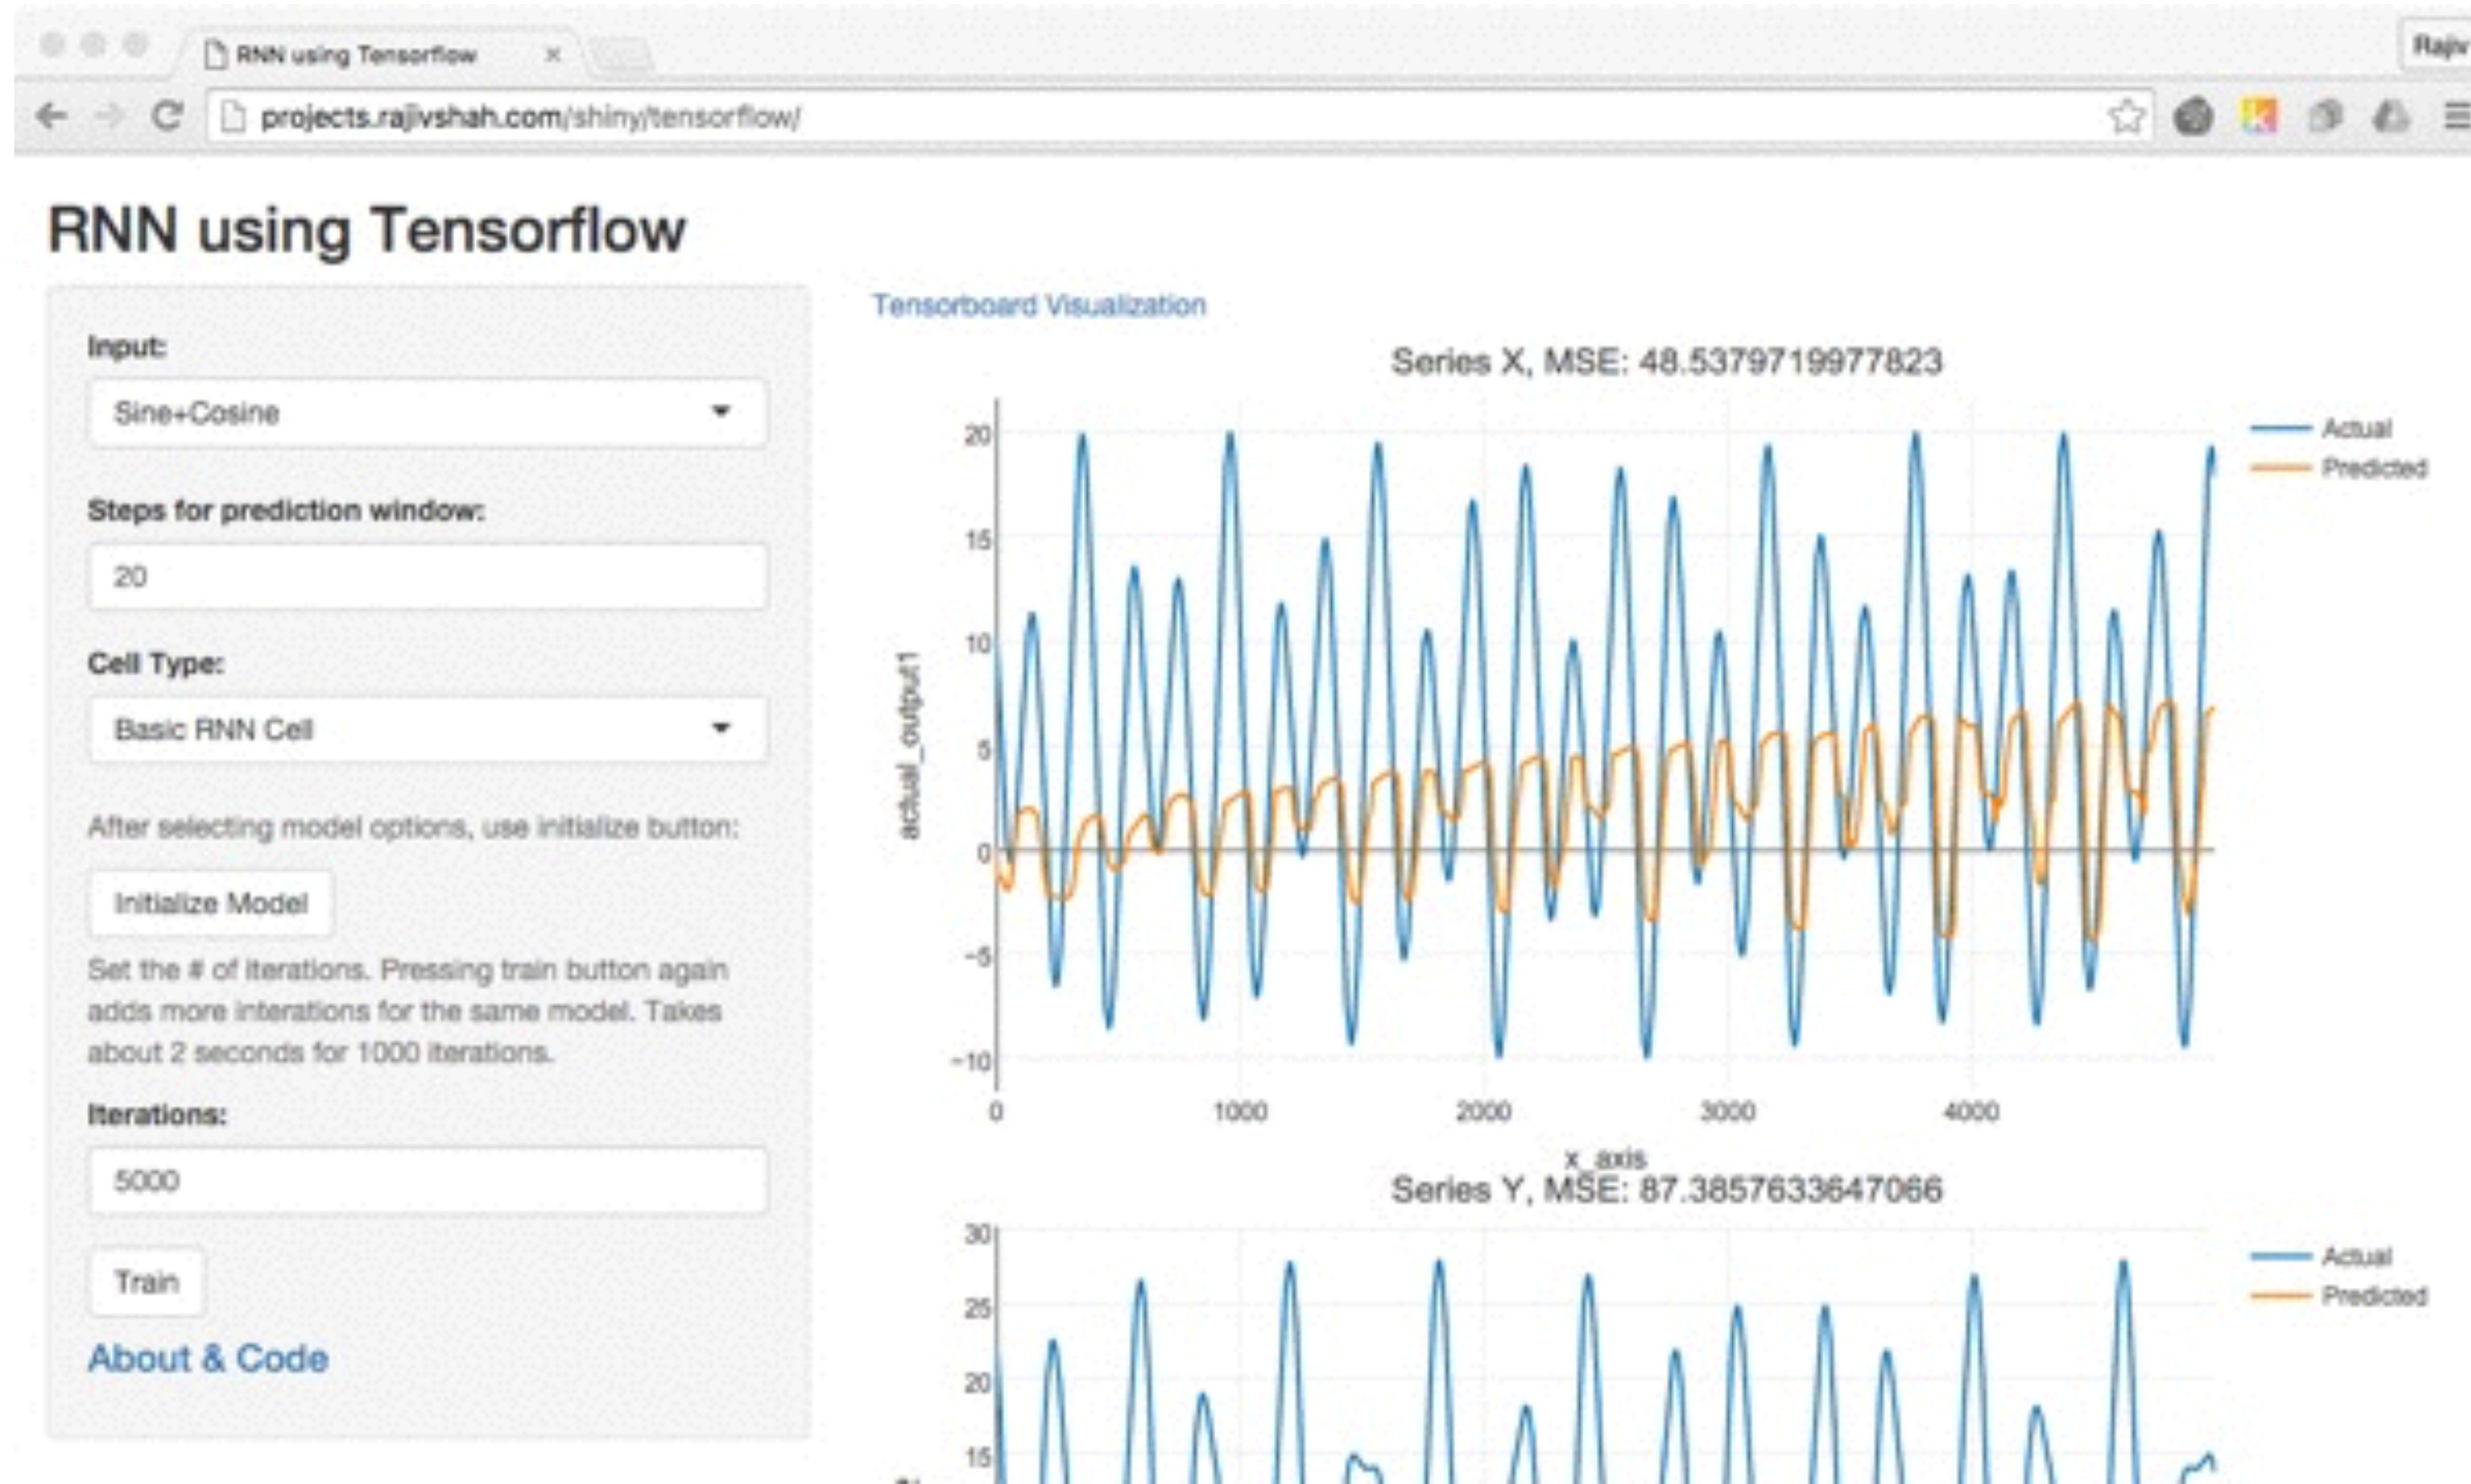 RNN using Tensorflow
Rajiv
projects.rajivshah.com/shiny/tensorflow/
RNN using Tensorflow
Input:
Sine+Cosine
Steps for prediction window:
20
Cell Type:
Basic RNN Cell
After selecting model options, use initialize button:
Initialize Model
Set the # of iterations. Pressing train button again
adds more interations for the same model. Takes
about 2 seconds for 1000 iterations.
Iterations:
5000
Train
About & Code
Tensorboard Visualization
Series X, MSE: 48.5379719977823
Actual
Predicted
20
15
10
5
0
−5
−10
actual_output1
0
1000
2000
3000
4000
x_axis
Series Y, MSE: 87.3857633647066
Actual
Predicted
30
25
20
15